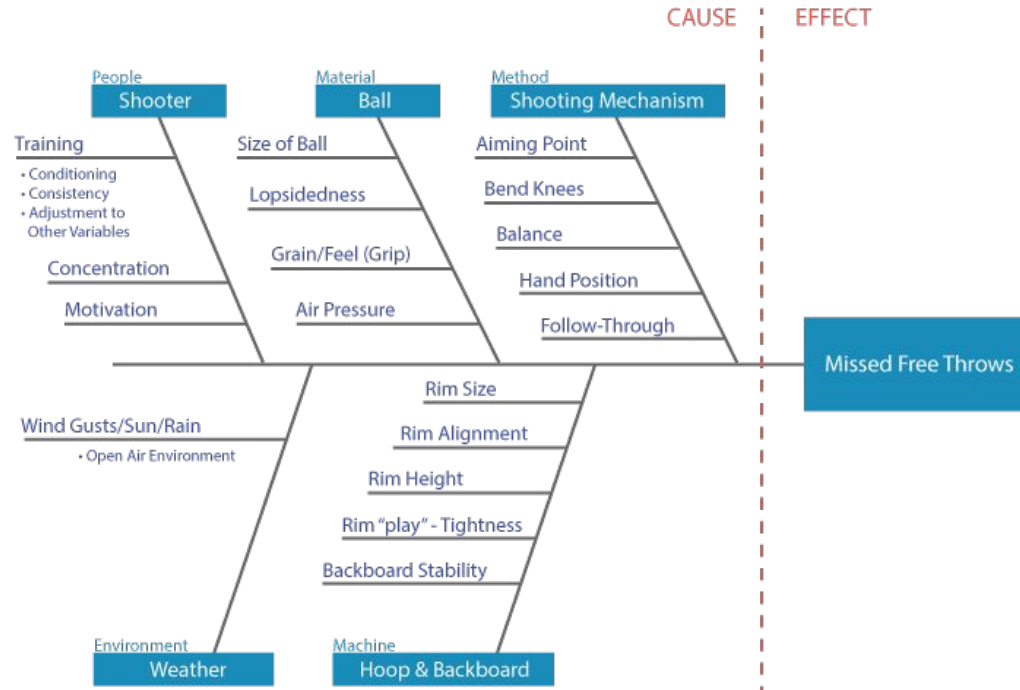 CAUSE
EFFECT
People
Shooter
Training
• Conditioning
• Consistency
• Adjustment to
Other Variables
Concentration
Motivation
Material
Ball
Size of Ball
Lopsidedness
Grain/Feel (Grip)
Air Pressure
Method
Shooting Mechanism
Aiming Point
Bend Knees
Balance
Hand Position
Follow-Through
Missed Free Throws
Wind Gusts/Sun/Rain
• Open Air Environment
Environment
Weather
Rim Size
Rim Alignment
Rim Height
Rim “play” - Tightness
Backboard Stability
Machine
Hoop & Backboard